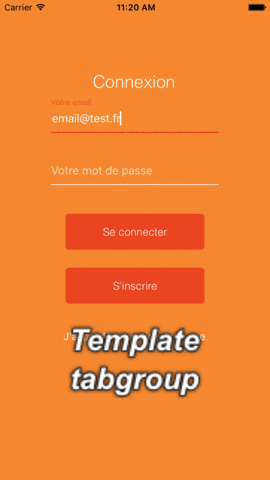 Carrier 11:20 AM
Connexion
Votre email
email@test.fr
Votre mot de passe
Se connecter
S'inscrire
Template
tabgroup